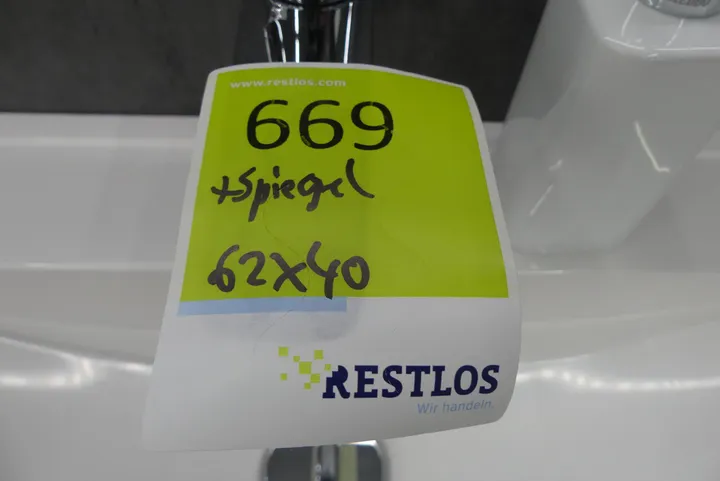 www.restlos.com
669
+Spiegel
62x40
RESTLOS
Wir handeln.